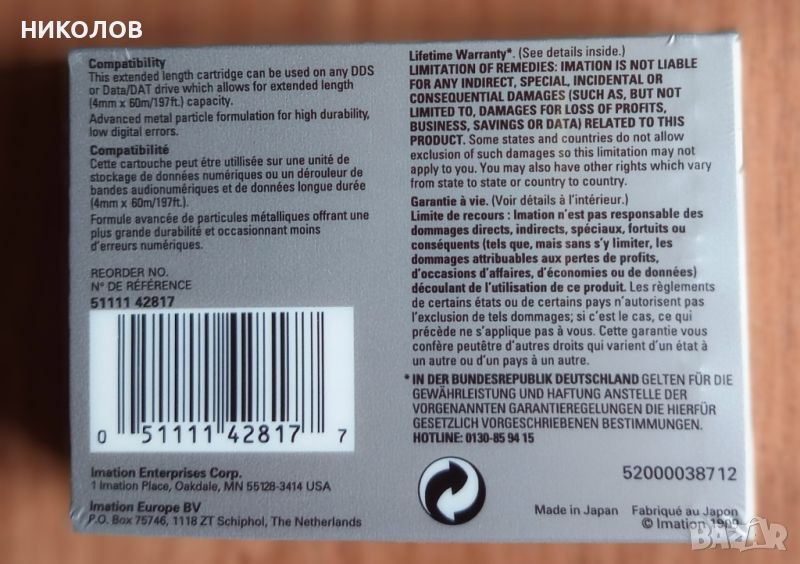 НИКОЛОВ
Compatibility
This extended length cartridge can be used on any DDS
or Data/DAT drive which allows for extended length
(4mm x 60m/197ft.) capacity.
Advanced metal particle formulation for high durability,
low digital errors.
Compatibilité
Cette cartouche peut être utilisée sur une unité de
stockage de données numériques ou un dérouleur de
bandes audionumériques et de données longue durée
(4mm x 60m/197ft).
Formule avancée de particules métalliques offrant une
plus grande durabilité et occasionnant moins
d'erreurs numériques.
REORDER NO.
N° DE RÉFÉRENCE
51111 42817
0 51111 42817 7
Imation Enterprises Corp.
1 Imation Place, Oakdale, MN 55128-3414 USA
Imation Europe BV
P.O. Box 75746, 1118 ZT Schiphol, The Netherlands
Lifetime Warranty*. (See details inside.)
LIMITATION OF REMEDIES: IMATION IS NOT LIABLE
FOR ANY INDIRECT, SPECIAL, INCIDENTAL OR
CONSEQUENTIAL DAMAGES (SUCH AS, BUT NOT
LIMITED TO, DAMAGES FOR LOSS OF PROFITS,
BUSINESS, SAVINGS OR DATA) RELATED TO THIS
PRODUCT. Some states and countries do not allow
exclusion of such damages so this limitation may not
apply to you. You may also have other rights which vary
from state to state or country to country.
Garantie à vie. (Voir détails à l'intérieur.)
Limite de recours : Imation n'est pas responsable des
dommages directs, indirects, spéciaux, fortuits ou
conséquents (tels que, mais sans s'y limiter, les
dommages attribuables aux pertes de profits,
d'occasions d'affaires, d'économies ou de données)
découlant de l'utilisation de ce produit. Les règlements
de certains états ou de certains pays n'autorisent pas
l'exclusion de tels dommages; si c'est le cas, ce qui
précède ne s'applique pas à vous. Cette garantie vous
confère peutêtre d'autres droits qui varient d'un état à
un autre ou d'un pays à un autre.
* IN DER BUNDESREPUBLIK DEUTSCHLAND GELTEN FÜR DIE
GEWÄHRLEISTUNG UND HAFTUNG ANSTELLE DER
VORGENANNTEN GARANTIEREGELUNGEN DIE HIERFÜR
GESETZLICH VORGESCHRIEBENEN BESTIMMUNGEN.
HOTLINE: 0130-85 94 15
52000038712
Made in Japan Fabriqué au Japon
© Imation
bazar